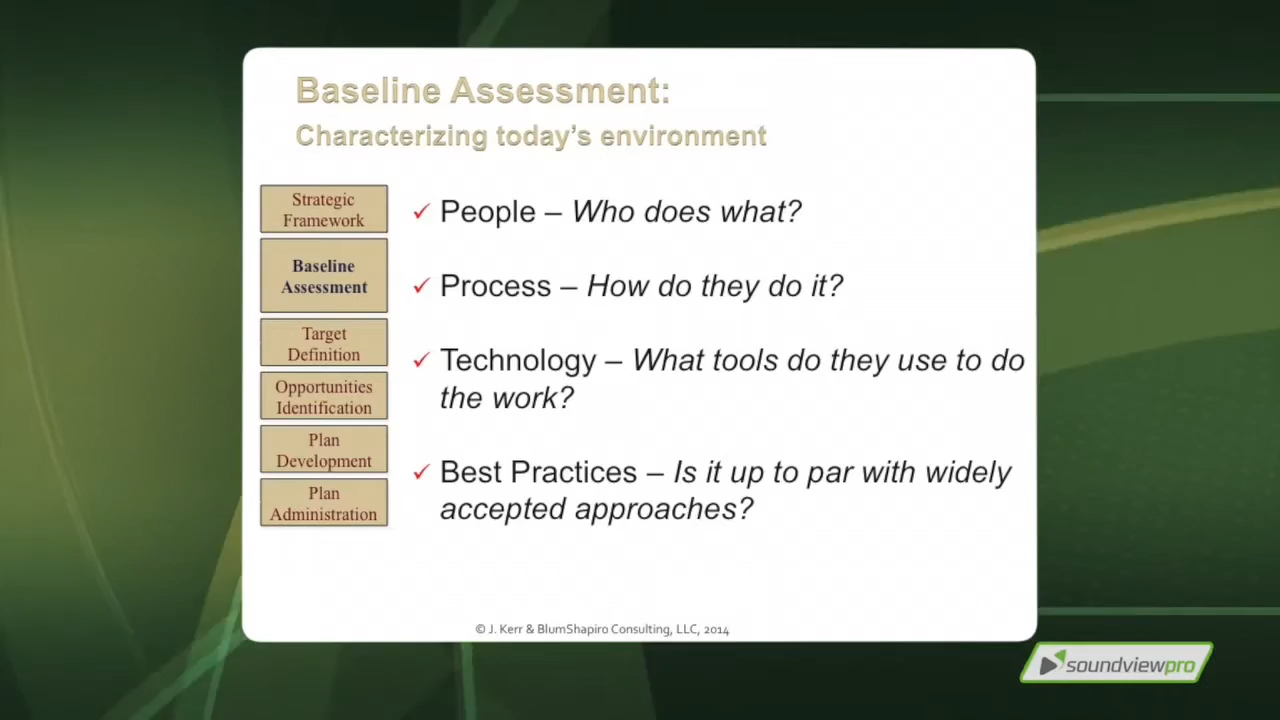 Baseline Assessment:
Characterizing today's environment
Strategic
Framework
Baseline
Assessment
Target
Definition
Opportunities
Identification
Plan
Development
Plan
Administration
✓ People – Who does what?
✓ Process – How do they do it?
✓ Technology – What tools do they use to do
the work?
✓ Best Practices – Is it up to par with widely
accepted approaches?
© J. Kerr & BlumShapiro Consulting, LLC, 2014
soundviewpro